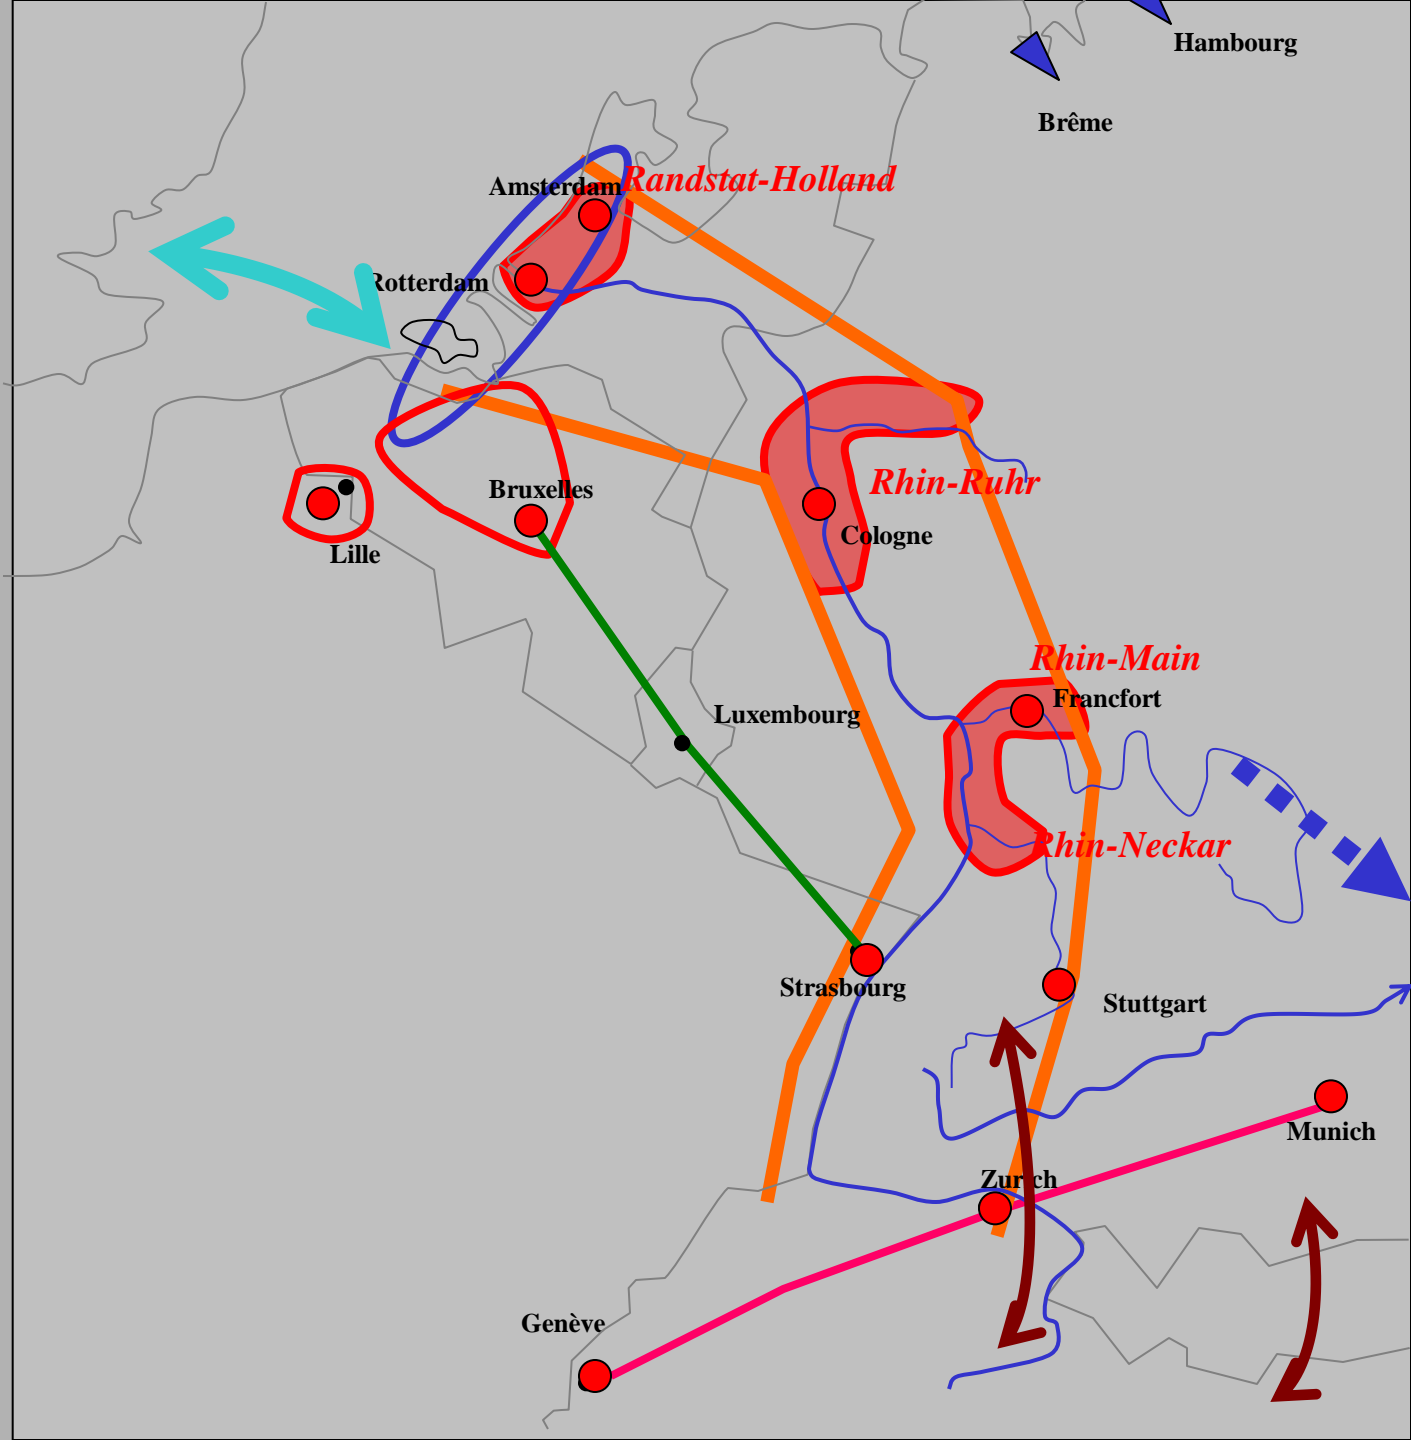 Hambourg
Brême
Randstat-Holland
Amsterdam
Rotterdam
Rhin-Ruhr
Bruxelles
Cologne
Lille
Rhin-Main
Francfort
Luxembourg
Rhin-Neckar
Strasbourg
Stuttgart
Munich
Zurich
Genève